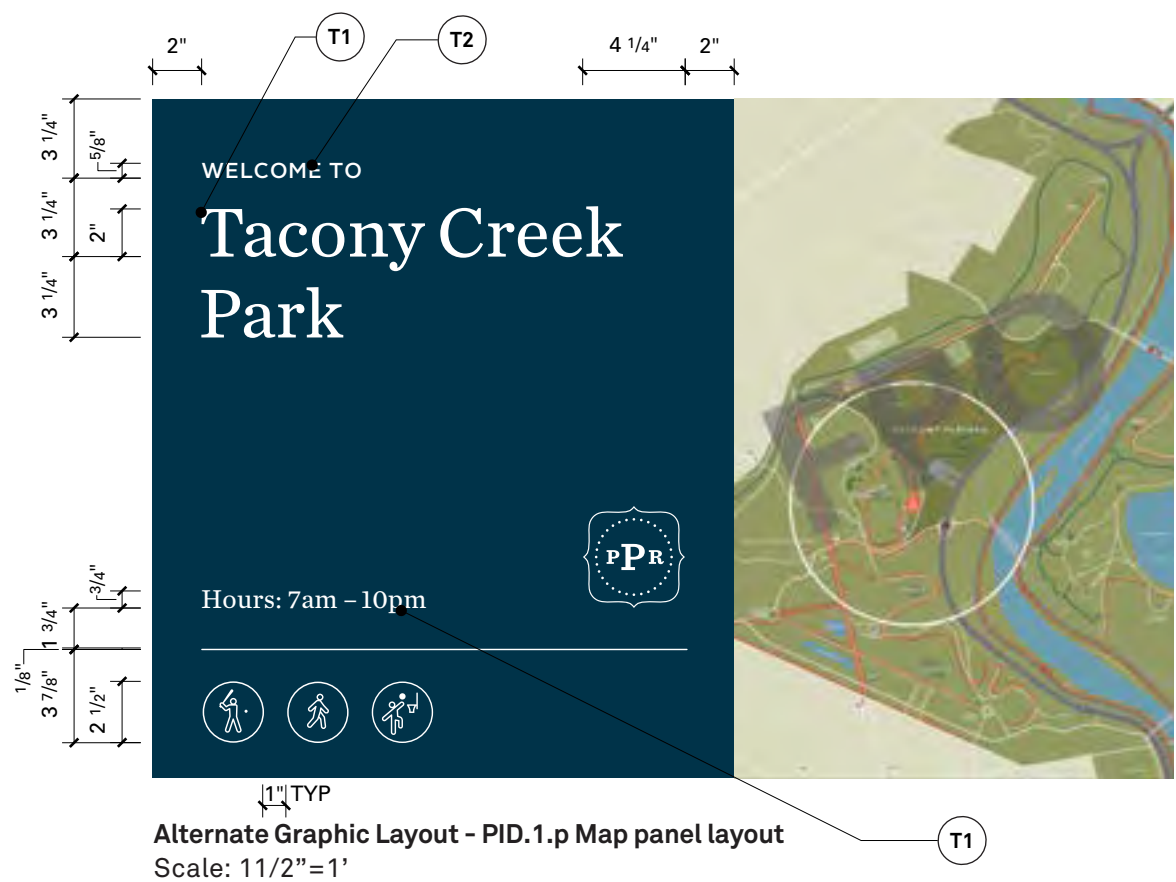 T1
T2
2"
4 1/4"
2"
3 1/4"
5/8"
WELCOME TO
3 1/4"
2"
Tacony Creek
3 1/4"
Park
PPR
3/4"
Hours: 7am – 10pm
1 3/4"
1/8"
3 7/8"
2 1/2"
1" TYP
Alternate Graphic Layout - PID.1.p Map panel layout
T1
Scale: 11/2”=1’